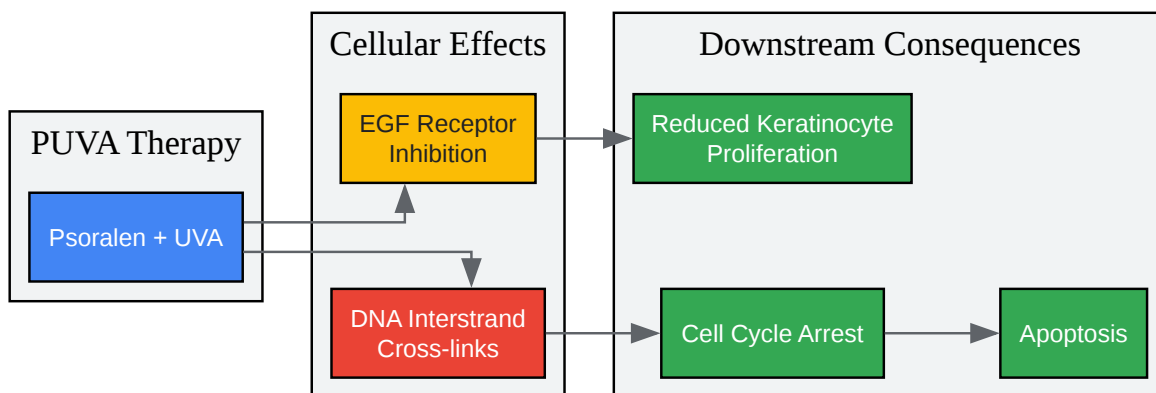 PUVA Therapy
Psoralen + UVA
Cellular Effects
EGF Receptor
Inhibition
DNA Interstrand
Cross-links
Downstream Consequences
Reduced Keratinocyte
Proliferation
Cell Cycle Arrest
Apoptosis